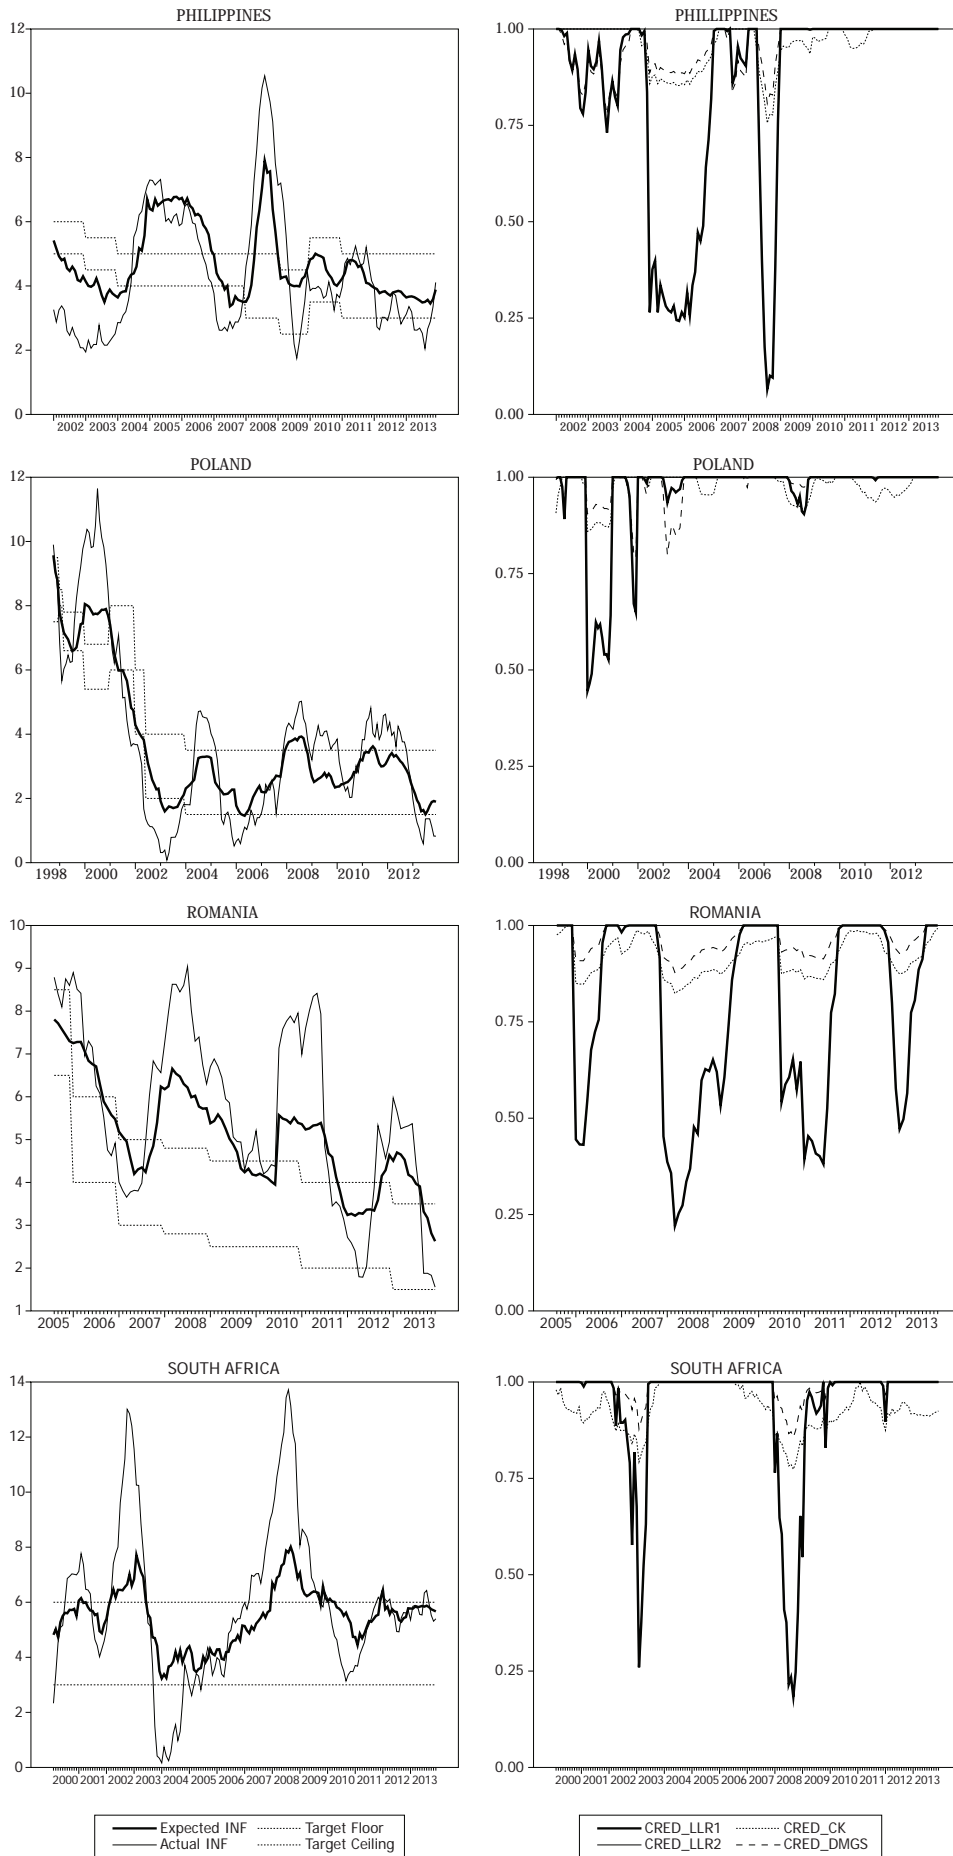 PHILIPPINES
12
10
8
6
4
2
0
2002 2003 2004 2005 2006 2007 2008 2009 2010 2011 2012 2013
PHILLIPPINES
1.00
0.75
0.50
0.25
0.00
2002 2003 2004 2005 2006 2007 2008 2009 2010 2011 2012 2013
POLAND
12
10
8
6
4
2
0
1998 2000 2002 2004 2006 2008 2010 2012
POLAND
1.00
0.75
0.50
0.25
0.00
1998 2000 2002 2004 2006 2008 2010 2012
ROMANIA
10
9
8
7
6
5
4
3
2
1
2005 2006 2007 2008 2009 2010 2011 2012 2013
ROMANIA
1.00
0.75
0.50
0.25
0.00
2005 2006 2007 2008 2009 2010 2011 2012 2013
SOUTH AFRICA
14
12
10
8
6
4
2
0
2000 2001 2002 2003 2004 2005 2006 2007 2008 2009 2010 2011 2012 2013
SOUTH AFRICA
1.00
0.75
0.50
0.25
0.00
2000 2001 2002 2003 2004 2005 2006 2007 2008 2009 2010 2011 2012 2013
Expected INF Target Floor
Actual INF Target Ceiling
CRED_LLR1 CRED_CK
CRED_LLR2 CRED_DMGS